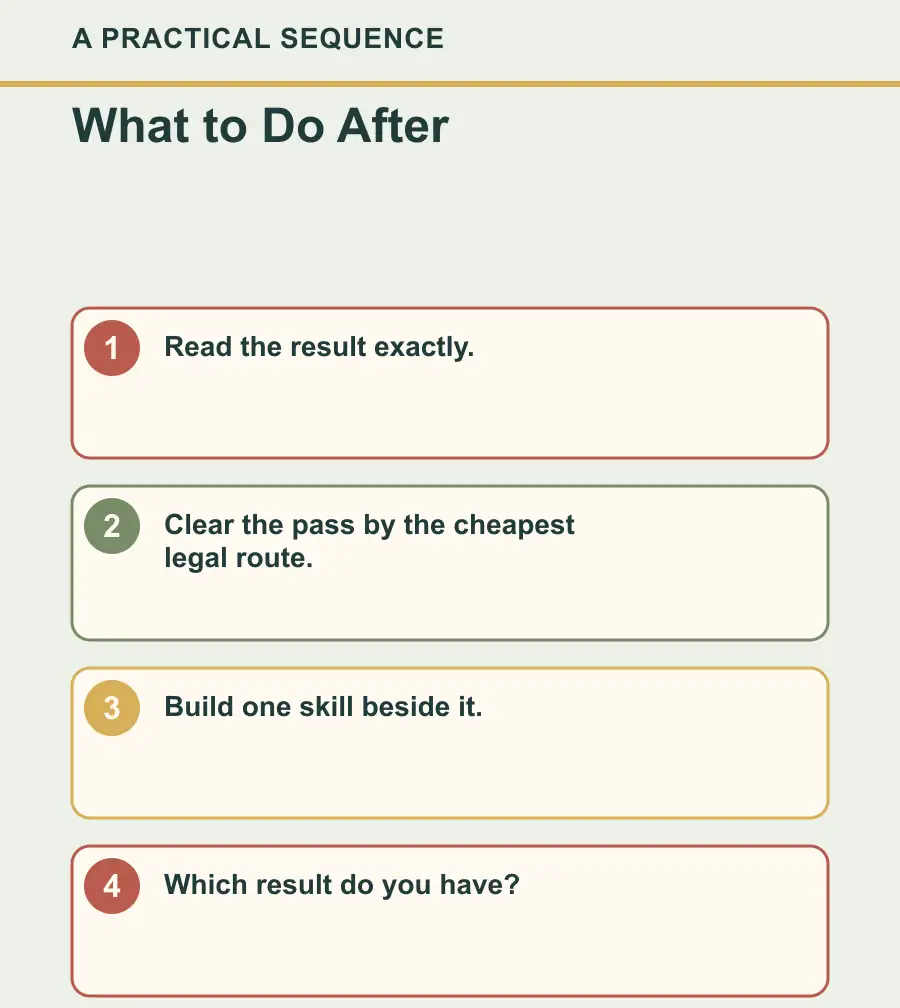 A PRACTICAL SEQUENCE
What to Do After
1
Read the result exactly.
2
Clear the pass by the cheapest
legal route.
3
Build one skill beside it.
4
Which result do you have?